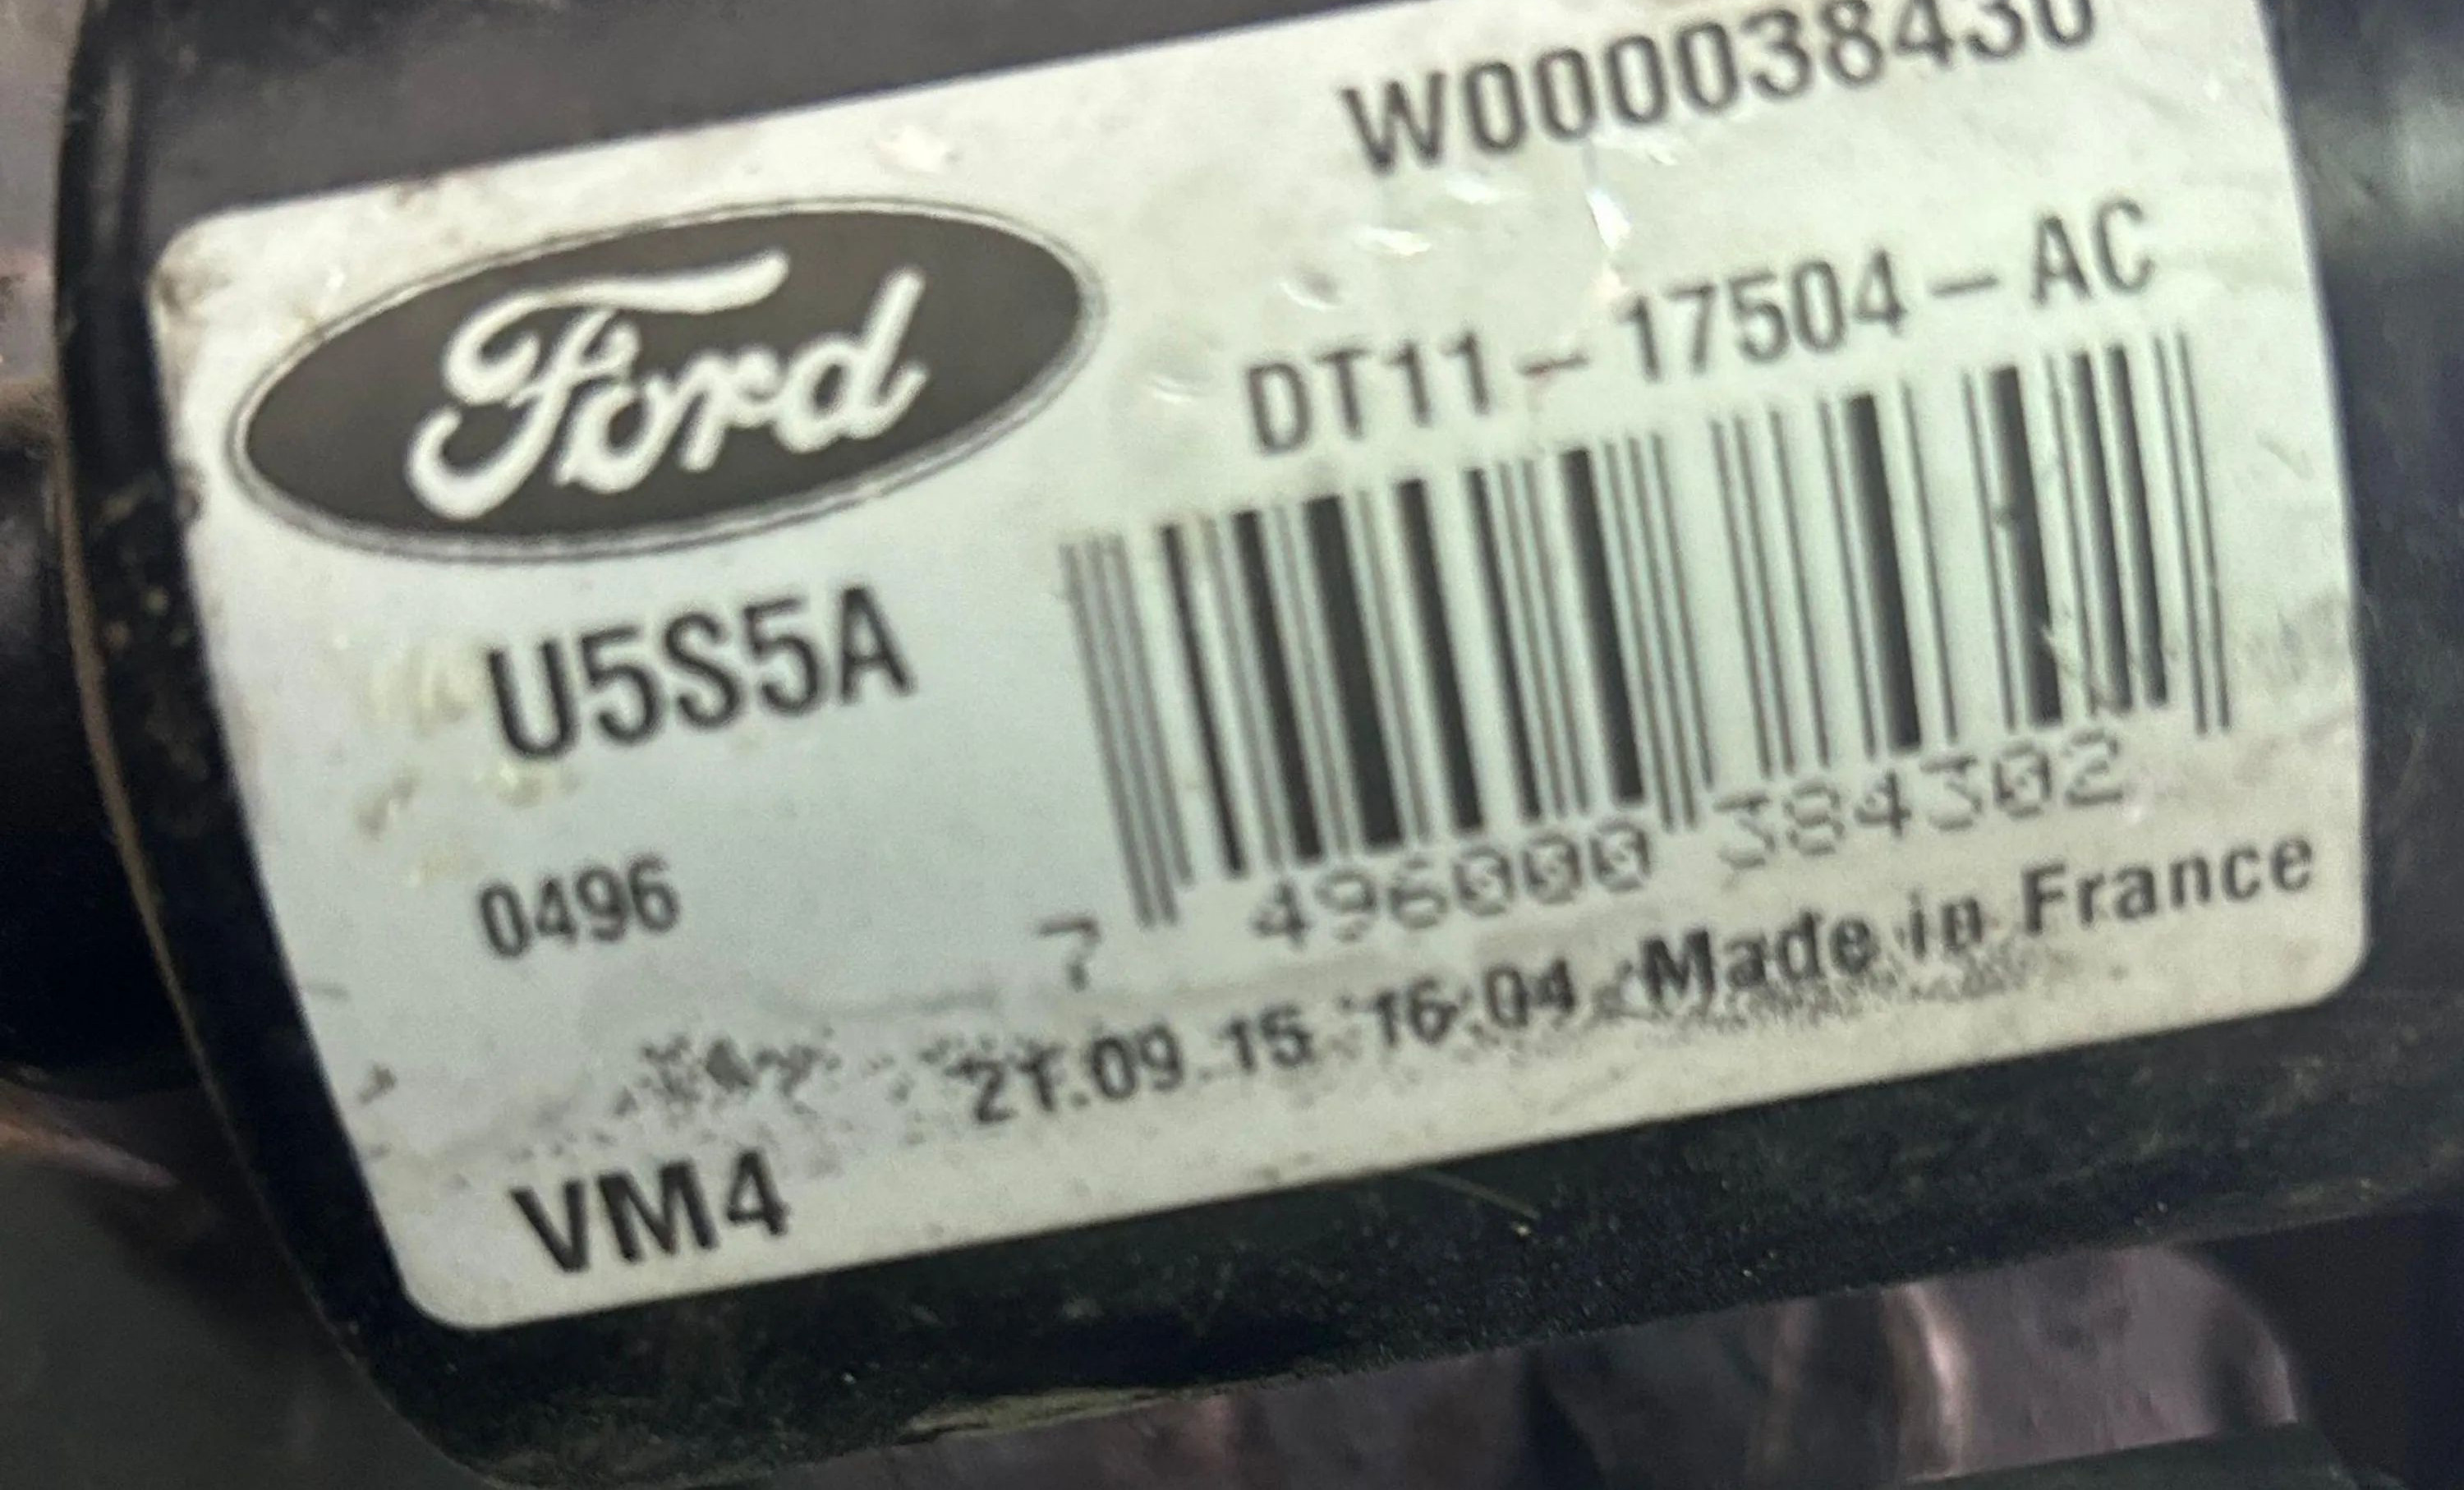 W000038430
Ford
DT11-17504-AC
U5S5A
0496
7 496000 384302
21.09.15 16:04 Made in France
VM4